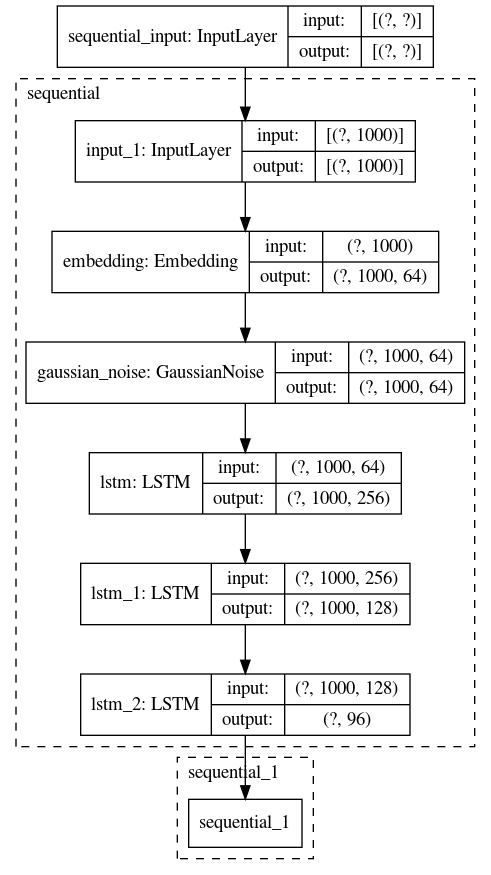 sequential_input: InputLayer
input:
[(?, ?)]
output:
[(?, ?)]
sequential
input_1: InputLayer
input:
[(?, 1000)]
output:
[(?, 1000)]
embedding: Embedding
input:
(?, 1000)
output:
(?, 1000, 64)
gaussian_noise: GaussianNoise
input:
(?, 1000, 64)
output:
(?, 1000, 64)
lstm: LSTM
input:
(?, 1000, 64)
output:
(?, 1000, 256)
lstm_1: LSTM
input:
(?, 1000, 256)
output:
(?, 1000, 128)
lstm_2: LSTM
input:
(?, 1000, 128)
output:
(?, 96)
sequential_1
sequential_1